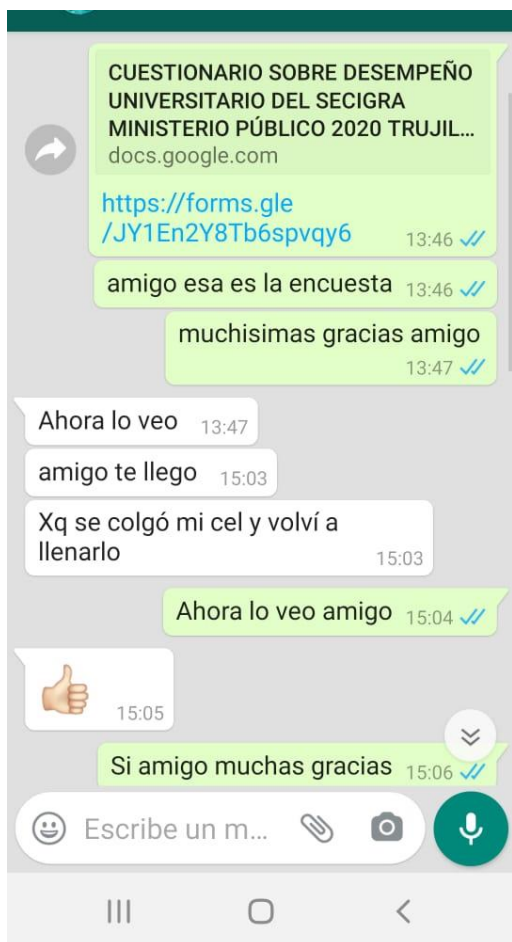 CUESTIONARIO SOBRE DESEMPEÑO
UNIVERSITARIO DEL SECIGRA
MINISTERIO PÚBLICO 2020 TRUJIL...
docs.google.com
https://forms.gle
/JY1En2Y8Tb6spvqy6 13:46
amigo esa es la encuesta 13:46
muchisimas gracias amigo
13:47
Ahora lo veo 13:47
amigo te llego 15:03
Xq se colgó mi cel y volví a
llenarlo 15:03
Ahora lo veo amigo 15:04
15:05
Si amigo muchas gracias 15:06
Escribe un m...